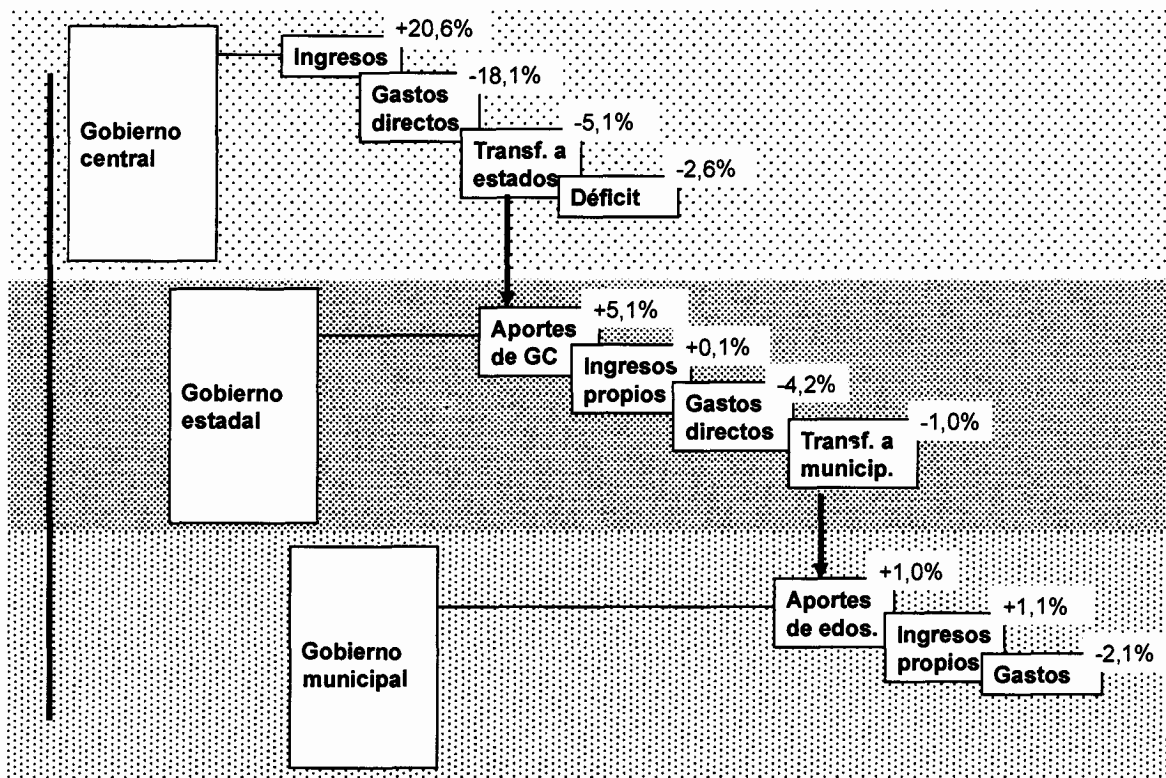 +20,6%
Ingresos
-18,1%
Gastos
directos
-5,1%
Transf. a
estados
-2,6%
Déficit
Gobierno
central
+5,1%
Aportes
de GC
+0,1%
Ingresos
propios
-4,2%
Gastos
directos
-1,0%
Transf. a
municip.
Gobierno
estadal
+1,0%
Aportes
de edos.
+1,1%
Ingresos
propios
-2,1%
Gastos
Gobierno
municipal